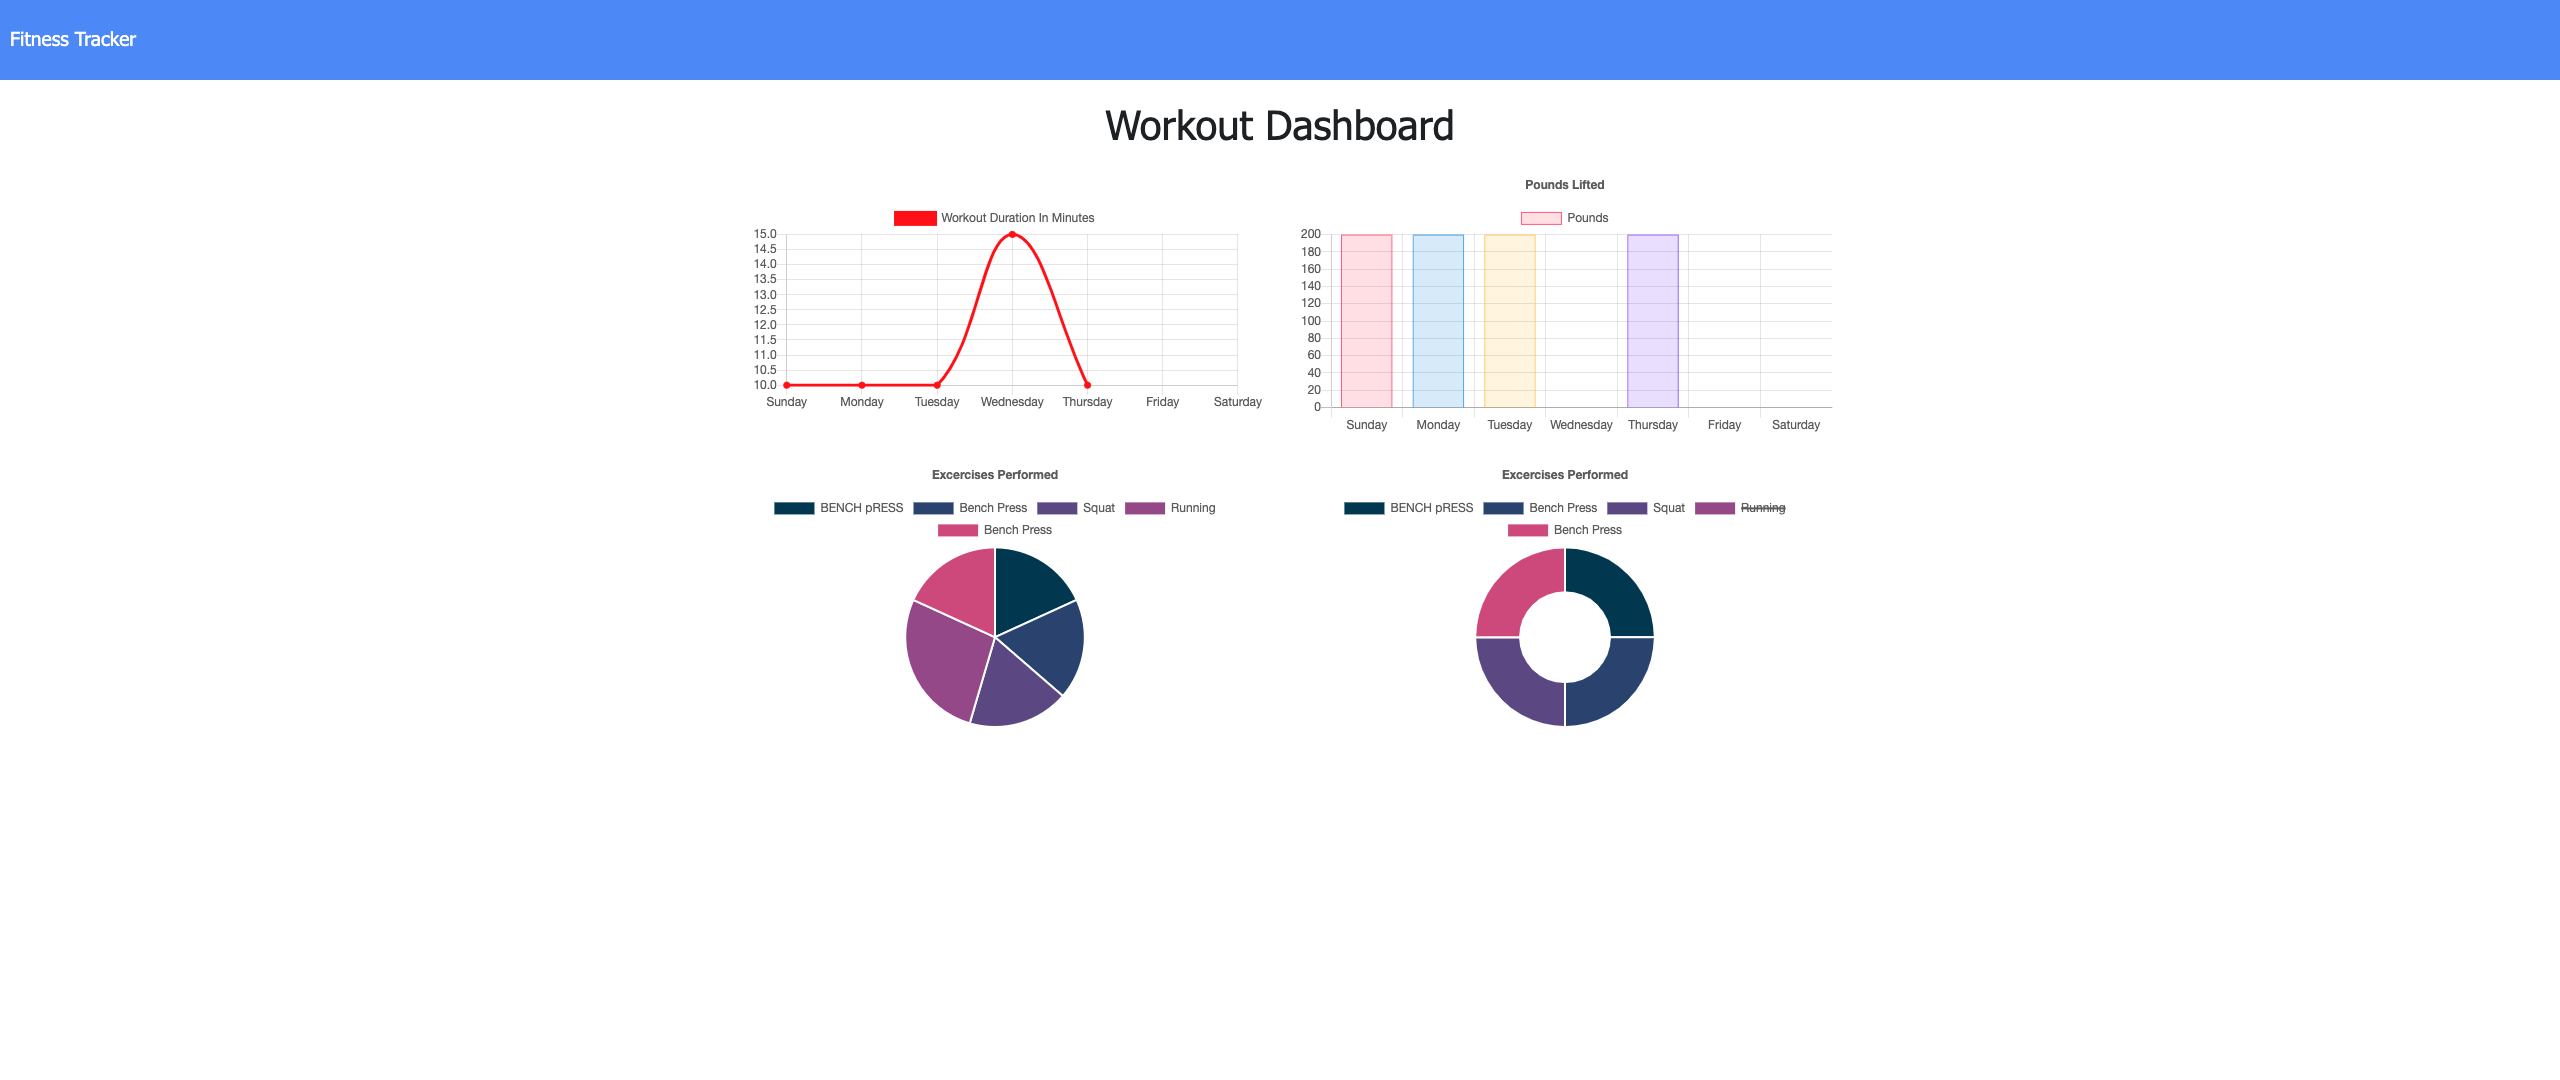 Fitness Tracker
Workout Dashboard
Workout Duration In Minutes
15.0
14.5
14.0
13.5
13.0
12.5
12.0
11.5
11.0
10.5
10.0
Sunday Monday Tuesday Wednesday Thursday Friday Saturday
Pounds Lifted
Pounds
200
180
160
140
120
100
80
60
40
20
0
Sunday Monday Tuesday Wednesday Thursday Friday Saturday
Excercises Performed
BENCH pRESS Bench Press Squat Running
Bench Press
Excercises Performed
BENCH pRESS Bench Press Squat Running
Bench Press